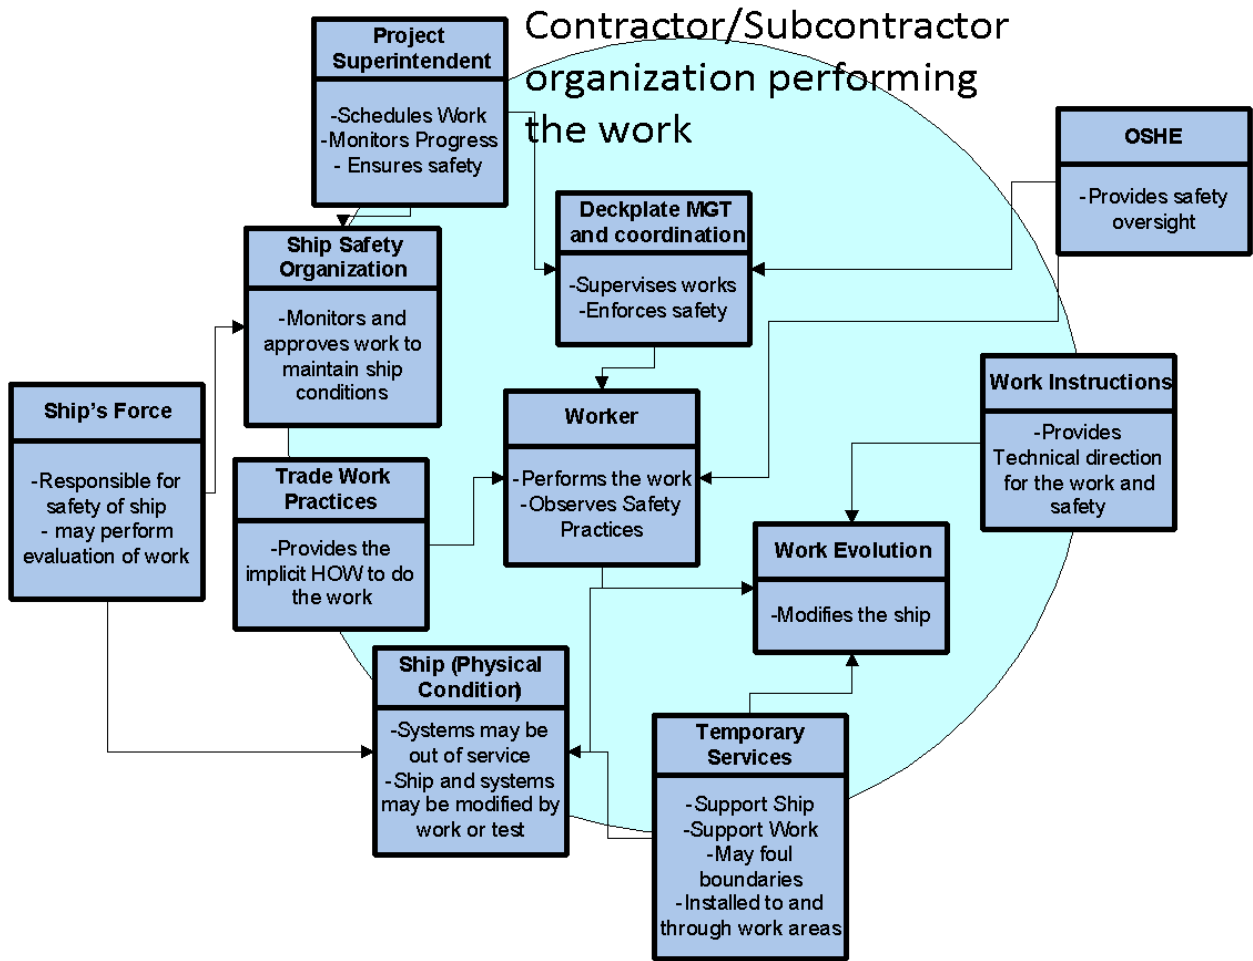 Contractor/Subcontractor
organization performing
the work
Project
Superintendent
-Schedules Work
-Monitors Progress
- Ensures safety
OSHE
-Provides safety
oversight
Deckplate MGT
and coordination
-Supervises works
-Enforces safety
Ship Safety
Organization
-Monitors and
approves work to
maintain ship
conditions
Ship's Force
-Responsible for
safety of ship
- may perform
evaluation of work
Worker
-Performs the work
-Observes Safety
Practices
Work Instructions
-Provides
Technical direction
for the work and
safety
Trade Work
Practices
-Provides the
implicit HOW to do
the work
Work Evolution
-Modifies the ship
Ship (Physical
Condition)
-Systems may be
out of service
-Ship and systems
may be modified by
work or test
Temporary
Services
-Support Ship
-Support Work
-May foul
boundaries
-Installed to and
through work areas